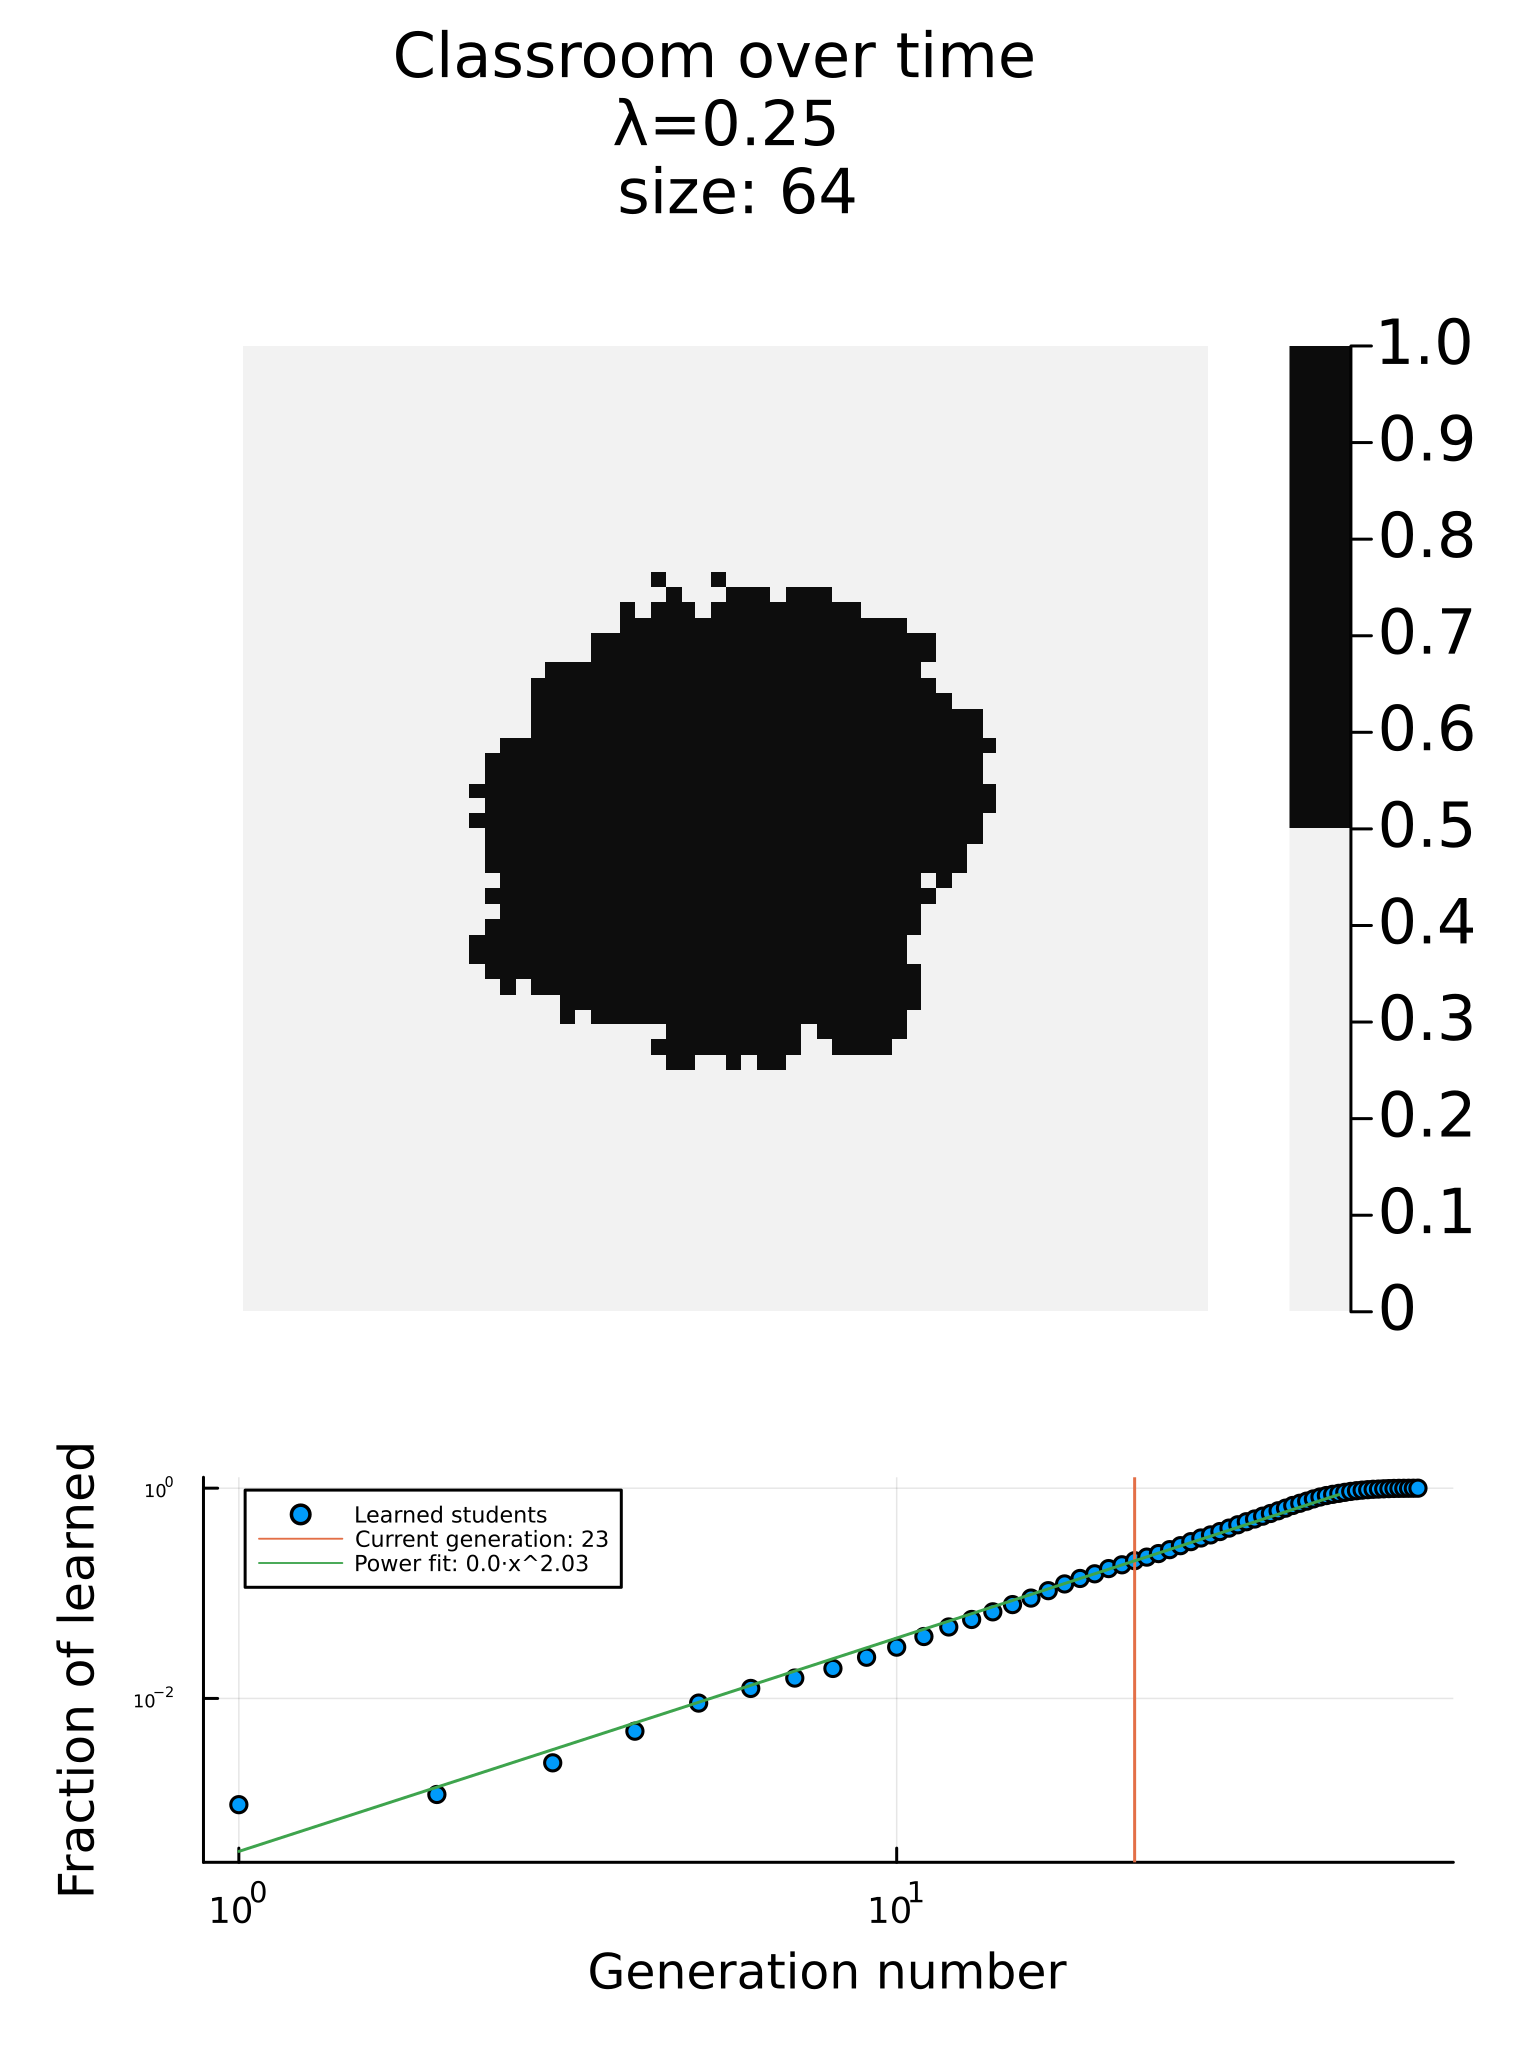 Classroom over time
λ=0.25
size: 64
1.0
0.9
0.8
0.7
0.6
0.5
0.4
0.3
0.2
0.1
0
Fraction of learned
10^0
10^-2
Learned students
Current generation: 23
Power fit: 0.0·x^2.03
10^0
10^1
Generation number